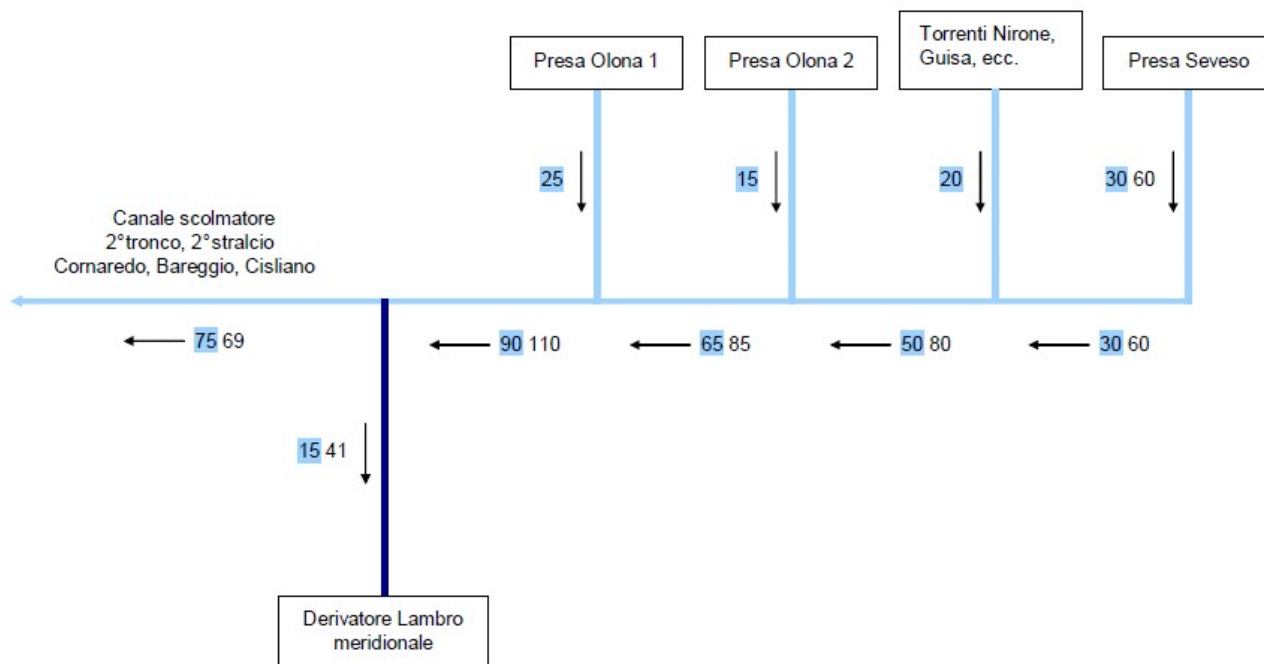 Presa Olona 1
Presa Olona 2
Torrenti Nirone,
Guisa, ecc.
Presa Seveso
25
15
20
30 60
Canale scolmatore
2°tronco, 2°stralcio
Cornaredo, Bareggio, Cisliano
75 69
90 110
65 85
50 80
30 60
15 41
Derivatore Lambro
meridionale